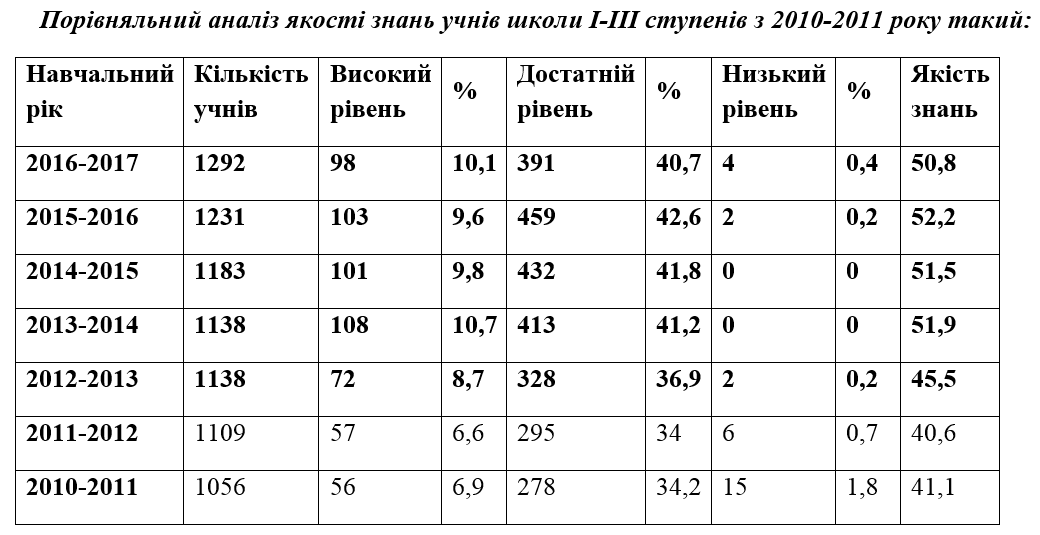 Порівняльний аналіз якості знань учнів школи І-ІІІ ступенів з 2010-2011 року такий:
Навчальний рік Кількість учнів Високий рівень % Достатній рівень % Низький рівень % Якість знань
2016-2017 1292 98 10,1 391 40,7 4 0,4 50,8
2015-2016 1231 103 9,6 459 42,6 2 0,2 52,2
2014-2015 1183 101 9,8 432 41,8 0 0 51,5
2013-2014 1138 108 10,7 413 41,2 0 0 51,9
2012-2013 1138 72 8,7 328 36,9 2 0,2 45,5
2011-2012 1109 57 6,6 295 34 6 0,7 40,6
2010-2011 1056 56 6,9 278 34,2 15 1,8 41,1